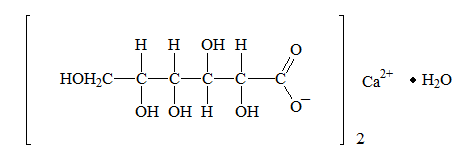 H H OH H O
HOH₂C—C—C—C—C—C Ca²⁺ • H₂O
OH OH H OH O⁻
2